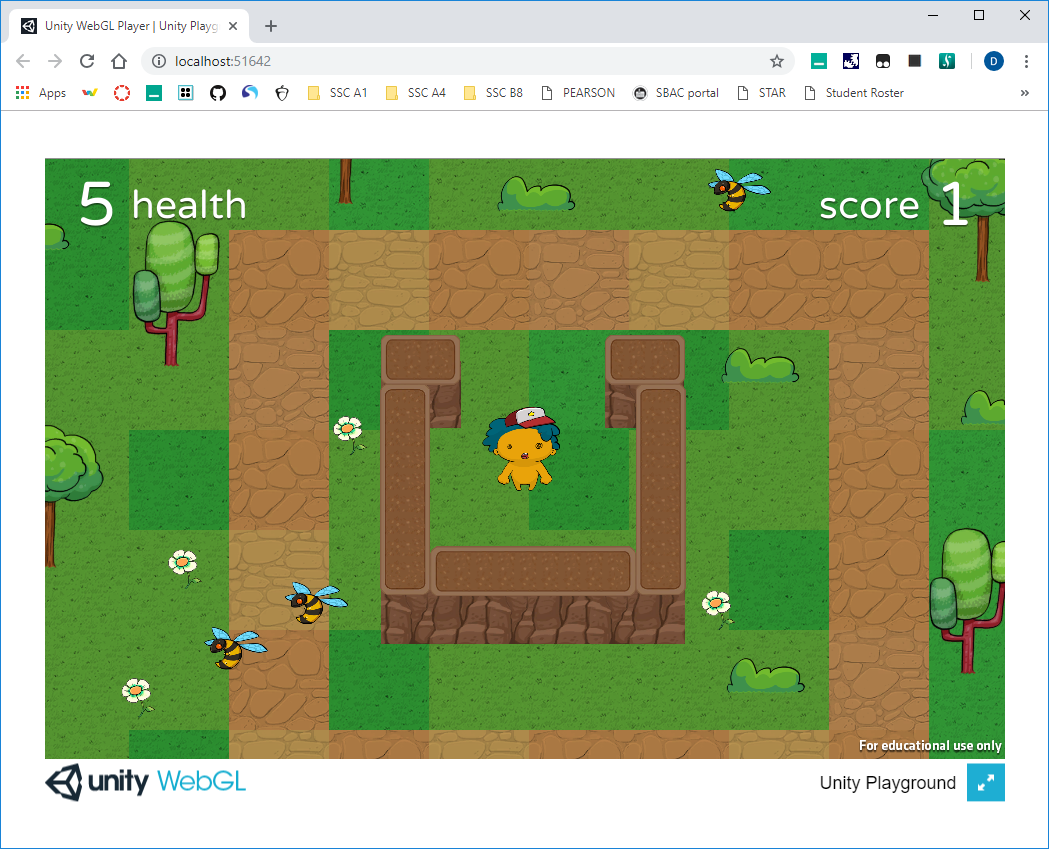 Unity WebGL Player | Unity Playg
localhost:51642
D
Apps
SSC A1
SSC A4
SSC B8
PEARSON
SBAC portal
STAR
Student Roster
»
5 health
score 1
For educational use only
unity WebGL
Unity Playground